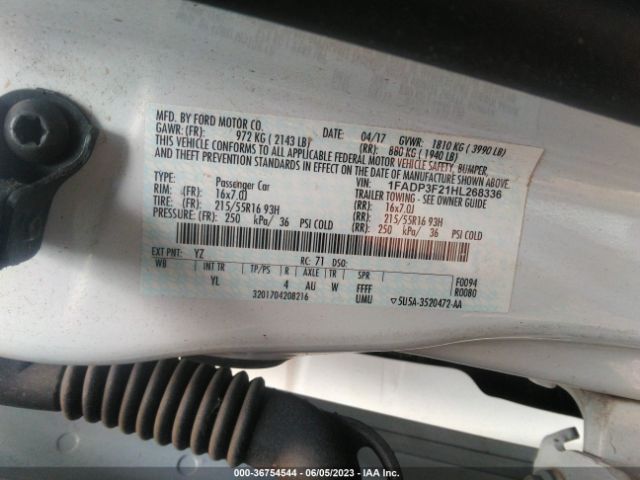 MFD. BY FORD MOTOR CO.
DATE: 04/17 GVWR: 1810 KG ( 3990 LB)
GAWR: (FR): 972 KG ( 2143 LB) (RR): 880 KG ( 1940 LB)
THIS VEHICLE CONFORMS TO ALL APPLICABLE FEDERAL MOTOR VEHICLE SAFETY, BUMPER,
AND THEFT PREVENTION STANDARDS IN EFFECT ON THE DATE OF MANUFACTURE SHOWN ABOVE.
VIN: 1FADP3F21HL268336
TYPE: Passenger Car TRAILER TOWING - SEE OWNER GUIDE
RIM: (FR): 16x7.0J (RR): 16x7.0J
TIRE: (FR): 215/55R16 93H (RR): 215/55R16 93H
PRESSURE: (FR): 250 kPa/ 36 PSI COLD (RR): 250 kPa/ 36 PSI COLD
EXT PNT: YZ RC: 71 DSO:
WB INT TR TP/PS R AXLE TR SPR F0094
YL 4 AU W FFFF R0080
3201704208216 UMU ▽5U5A-3520472-AA
000-36754544 / 06/05/2023 - IAA Inc.